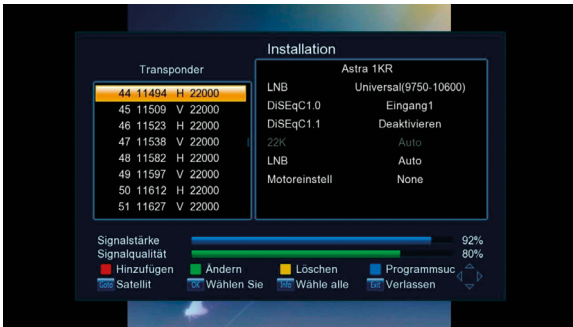 Installation
Transponder
44 11494 H 22000
45 11509 V 22000
46 11523 H 22000
47 11538 V 22000
48 11582 H 22000
49 11597 V 22000
50 11612 H 22000
51 11627 V 22000
Astra 1KR
LNB Universal(9750-10600)
DiSEqC1.0 Eingang1
DiSEqC1.1 Deaktivieren
22K Auto
LNB Auto
Motoreinstell None
Signalstärke 92%
Signalqualität 80%
Hinzufügen Ändern Löschen Programmsuc
Goto Satellit OK Wählen Sie Info Wähle alle Exit Verlassen